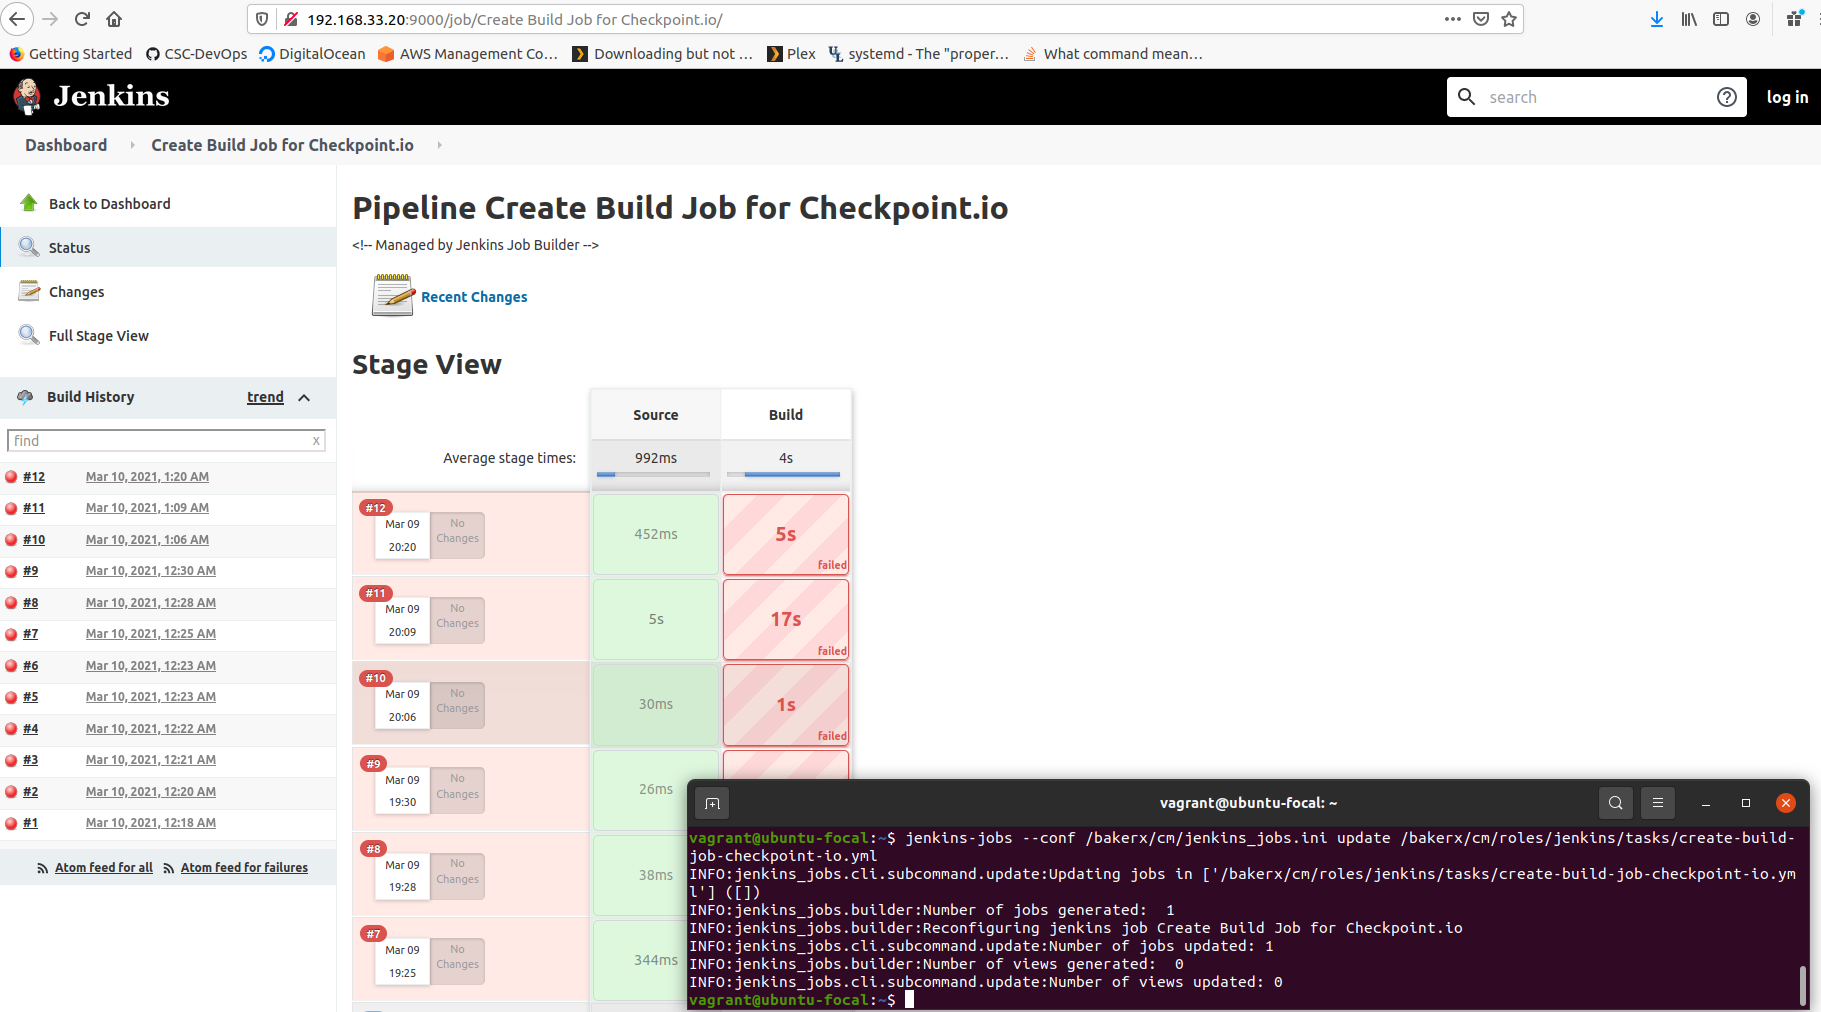 192.168.33.20:9000/job/Create Build Job for Checkpoint.io/
Getting Started CSC-DevOps DigitalOcean AWS Management Co... Downloading but not ... Plex systemd - The "proper... What command mean...
Jenkins search log in
Dashboard Create Build Job for Checkpoint.io
Back to Dashboard
Status
Changes
Full Stage View
Build History trend
find x
#12 Mar 10, 2021, 1:20 AM
#11 Mar 10, 2021, 1:09 AM
#10 Mar 10, 2021, 1:06 AM
#9 Mar 10, 2021, 12:30 AM
#8 Mar 10, 2021, 12:28 AM
#7 Mar 10, 2021, 12:25 AM
#6 Mar 10, 2021, 12:23 AM
#5 Mar 10, 2021, 12:23 AM
#4 Mar 10, 2021, 12:22 AM
#3 Mar 10, 2021, 12:21 AM
#2 Mar 10, 2021, 12:20 AM
#1 Mar 10, 2021, 12:18 AM
Atom feed for all Atom feed for failures
Pipeline Create Build Job for Checkpoint.io
<!-- Managed by Jenkins Job Builder -->
Recent Changes
Stage View
Source Build
Average stage times: 992ms 4s
#12
Mar 09 No
Changes
20:20
452ms 5s
failed
#11
Mar 09 No
Changes
20:09
5s 17s
failed
#10
Mar 09 No
Changes
20:06
30ms 1s
failed
#9
Mar 09 No
Changes
19:30
26ms
#8
Mar 09 No
Changes
19:28
38ms
#7
Mar 09 No
Changes
19:25
344ms
vagrant@ubuntu-focal: ~
vagrant@ubuntu-focal:~$ jenkins-jobs --conf /bakerx/cm/jenkins_jobs.ini update /bakerx/cm/roles/jenkins/tasks/create-build-
job-checkpoint-io.yml
INFO:jenkins_jobs.cli.subcommand.update:Updating jobs in ['/bakerx/cm/roles/jenkins/tasks/create-build-job-checkpoint-io.ym
l'] ([])
INFO:jenkins_jobs.builder:Number of jobs generated:  1
INFO:jenkins_jobs.builder:Reconfiguring jenkins job Create Build Job for Checkpoint.io
INFO:jenkins_jobs.cli.subcommand.update:Number of jobs updated: 1
INFO:jenkins_jobs.builder:Number of views generated:  0
INFO:jenkins_jobs.cli.subcommand.update:Number of views updated: 0
vagrant@ubuntu-focal:~$